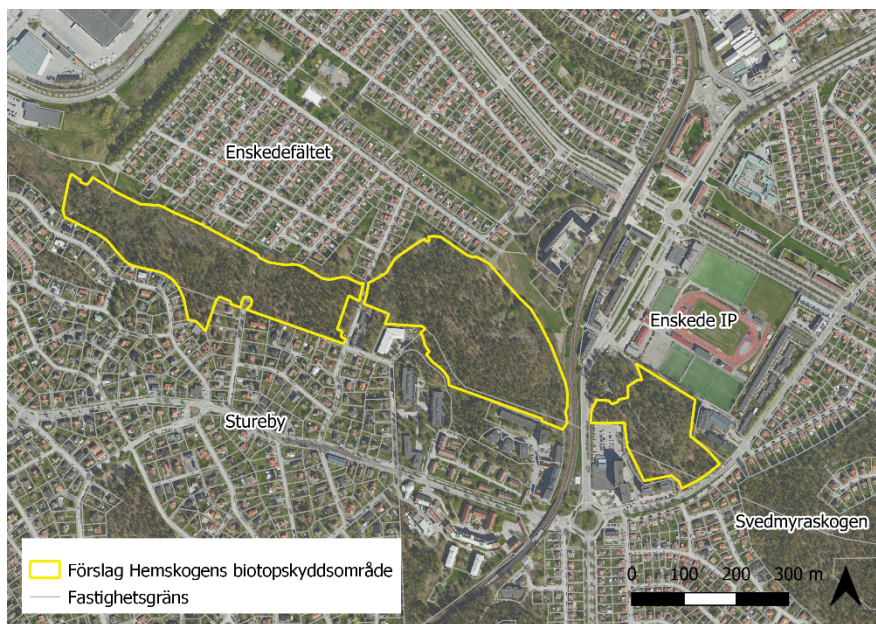 Enskedefältet
Enskede IP
Stureby
Svedmyraskogen
Förslag Hemskogens biotopskyddsområde
Fastighetsgräns
0 100 200 300 m